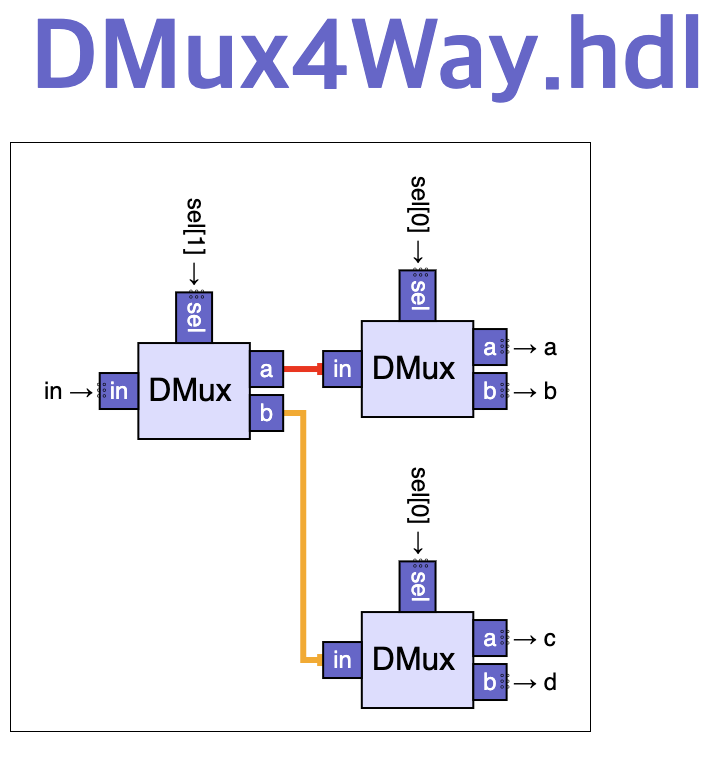 DMux4Way.hdl
sel[1]
sel
in → in
DMux
a
b
sel[0]
sel
in
DMux
a → a
b → b
sel[0]
sel
in
DMux
a → c
b → d